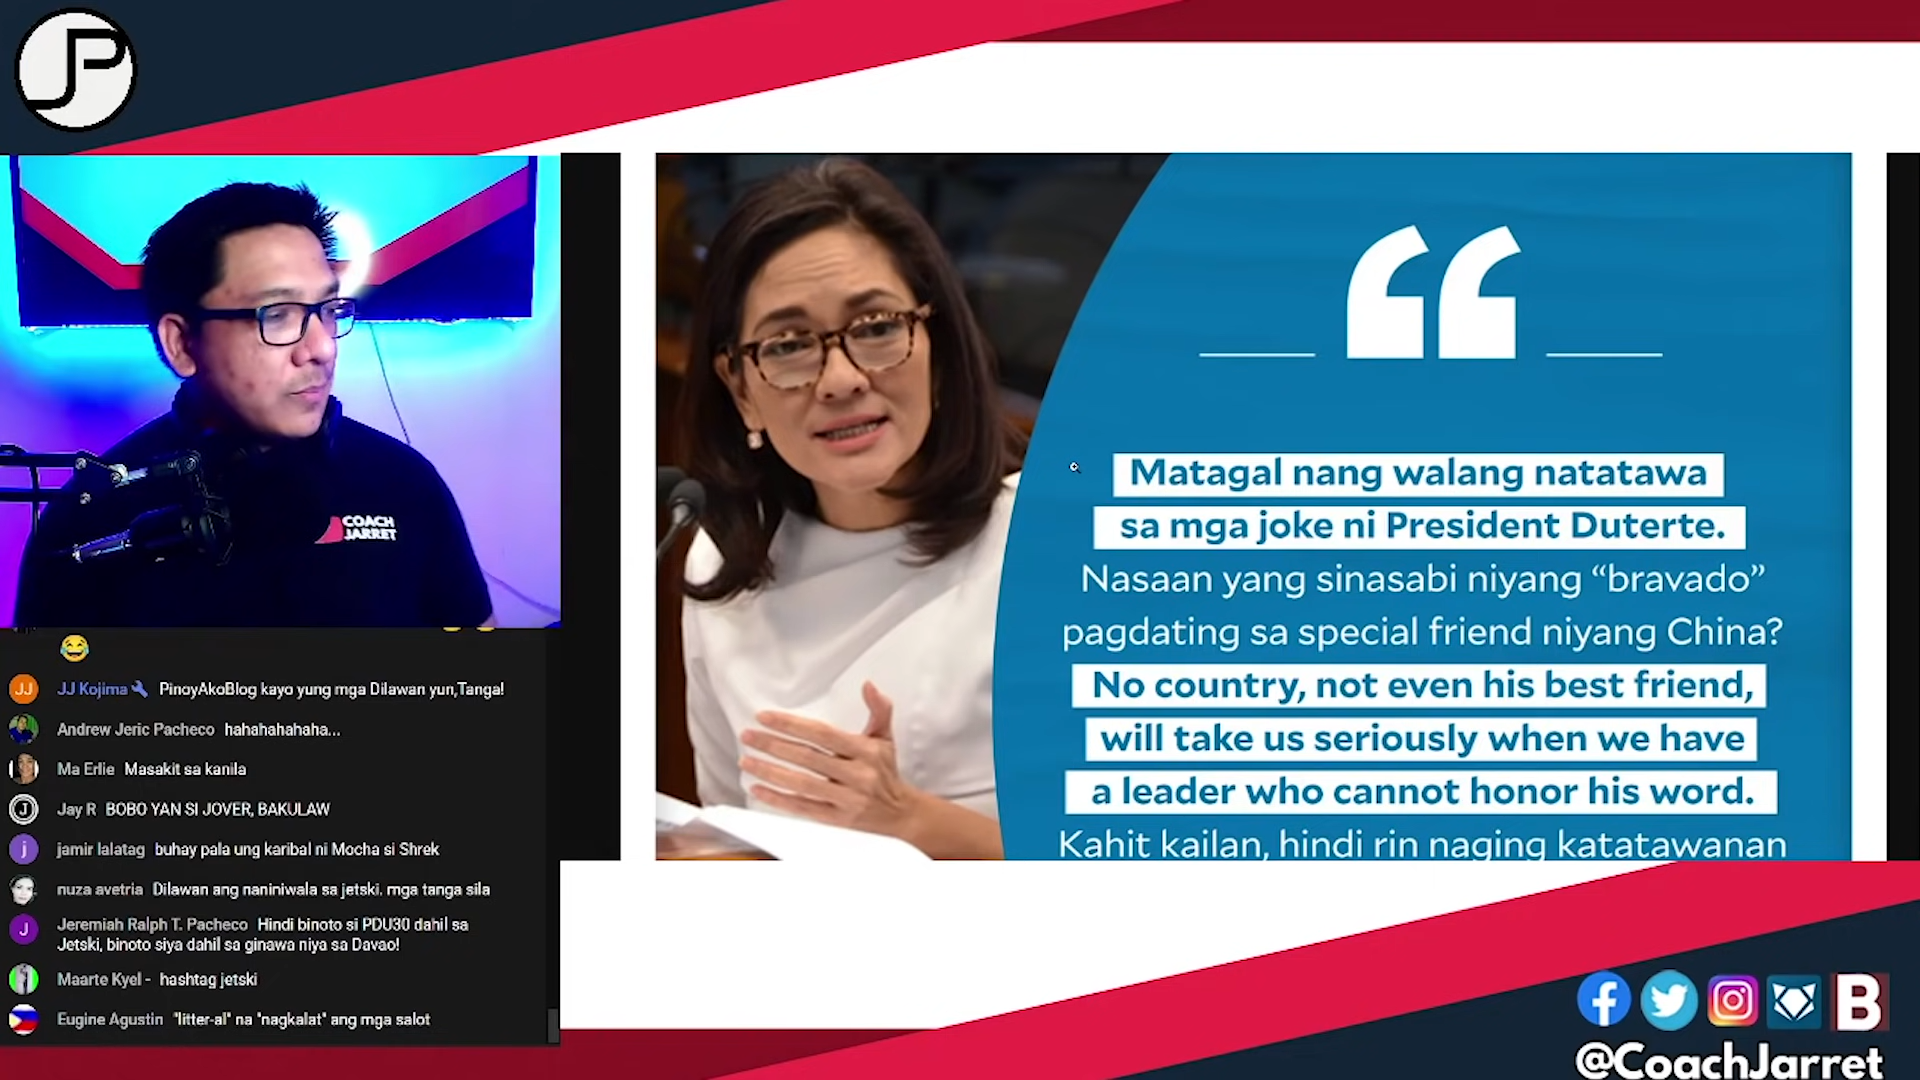 JP
COACH
JARRET
JJ Kojima PinoyAkoBlog kayo yung mga Dilawan yun,Tanga!
Andrew Jeric Pacheco hahahahahaha...
Ma Erlie Masakit sa kanila
J Jay R BOBO YAN SI JOVER, BAKULAW
j jamir lalatag buhay pala ung karibal ni Mocha si Shrek
nuza avetria Dilawan ang naniniwala sa jetski. mga tanga sila
J Jeremiah Ralph T. Pacheco Hindi binoto si PDU30 dahil sa
Jetski, binoto siya dahil sa ginawa niya sa Davao!
Maarte Kyel - hashtag jetski
Eugine Agustin "litter-al" na "nagkalat" ang mga salot
“
Matagal nang walang natatawa
sa mga joke ni President Duterte.
Nasaan yang sinasabi niyang “bravado”
pagdating sa special friend niyang China?
No country, not even his best friend,
will take us seriously when we have
a leader who cannot honor his word.
Kahit kailan, hindi rin naging katatawanan
B
@CoachJarret